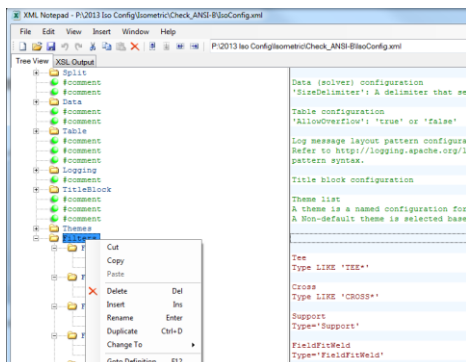 XML Notepad - P:\2013 Iso Config\Isometric\Check_ANSI-B\IsoConfig.xml
File Edit View Insert Window Help
P:\2013 Iso Config\Isometric\Check_ANSI-B\IsoConfig.xml
Tree View XSL Output
Split
#comment
#comment Data (solver) configuration
#comment 'SizeDelimiter': A delimiter that se
Data
#comment Table configuration
#comment 'AllowOverflow': 'true' or 'false'
Table
#comment Log message layout pattern configura
#comment Refer to http://logging.apache.org/l
pattern syntax.
Logging
#comment Title block configuration
TitleBlock
#comment Theme list
#comment A theme is a named configuration for
A Non-default theme is selected base
Themes
Filters
Cut
Copy
Paste
Delete Del
Insert Ins
Rename Enter
Duplicate Ctrl+D
Change To
Goto Definition F12
Tee
Type LIKE 'TEE*'
Cross
Type LIKE 'CROSS*'
Support
Type='Support'
FieldFitWeld
Type='FieldFitWeld'